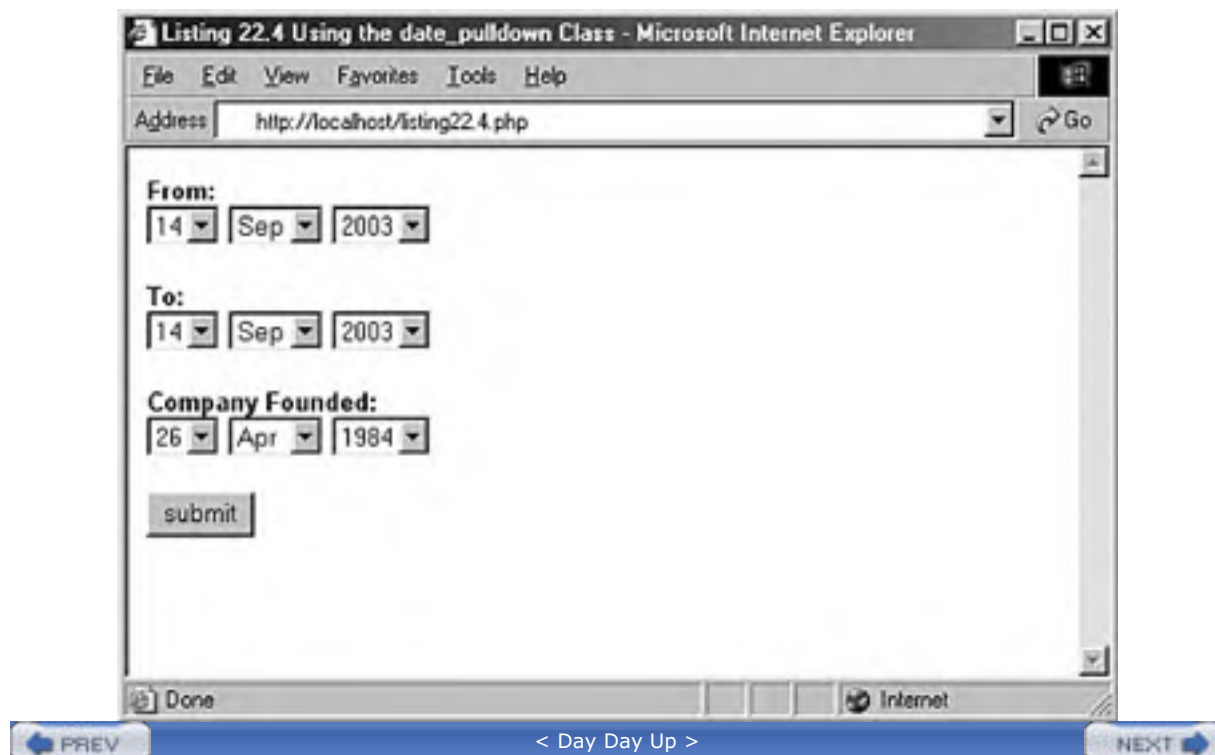 Listing 22.4 Using the date_pulldown Class - Microsoft Internet Explorer
File Edit View Favorites Tools Help
Address http://localhost/listing22.4.php Go
From:
14 Sep 2003
To:
14 Sep 2003
Company Founded:
26 Apr 1984
submit
Done Internet
PREV < Day Day Up > NEXT